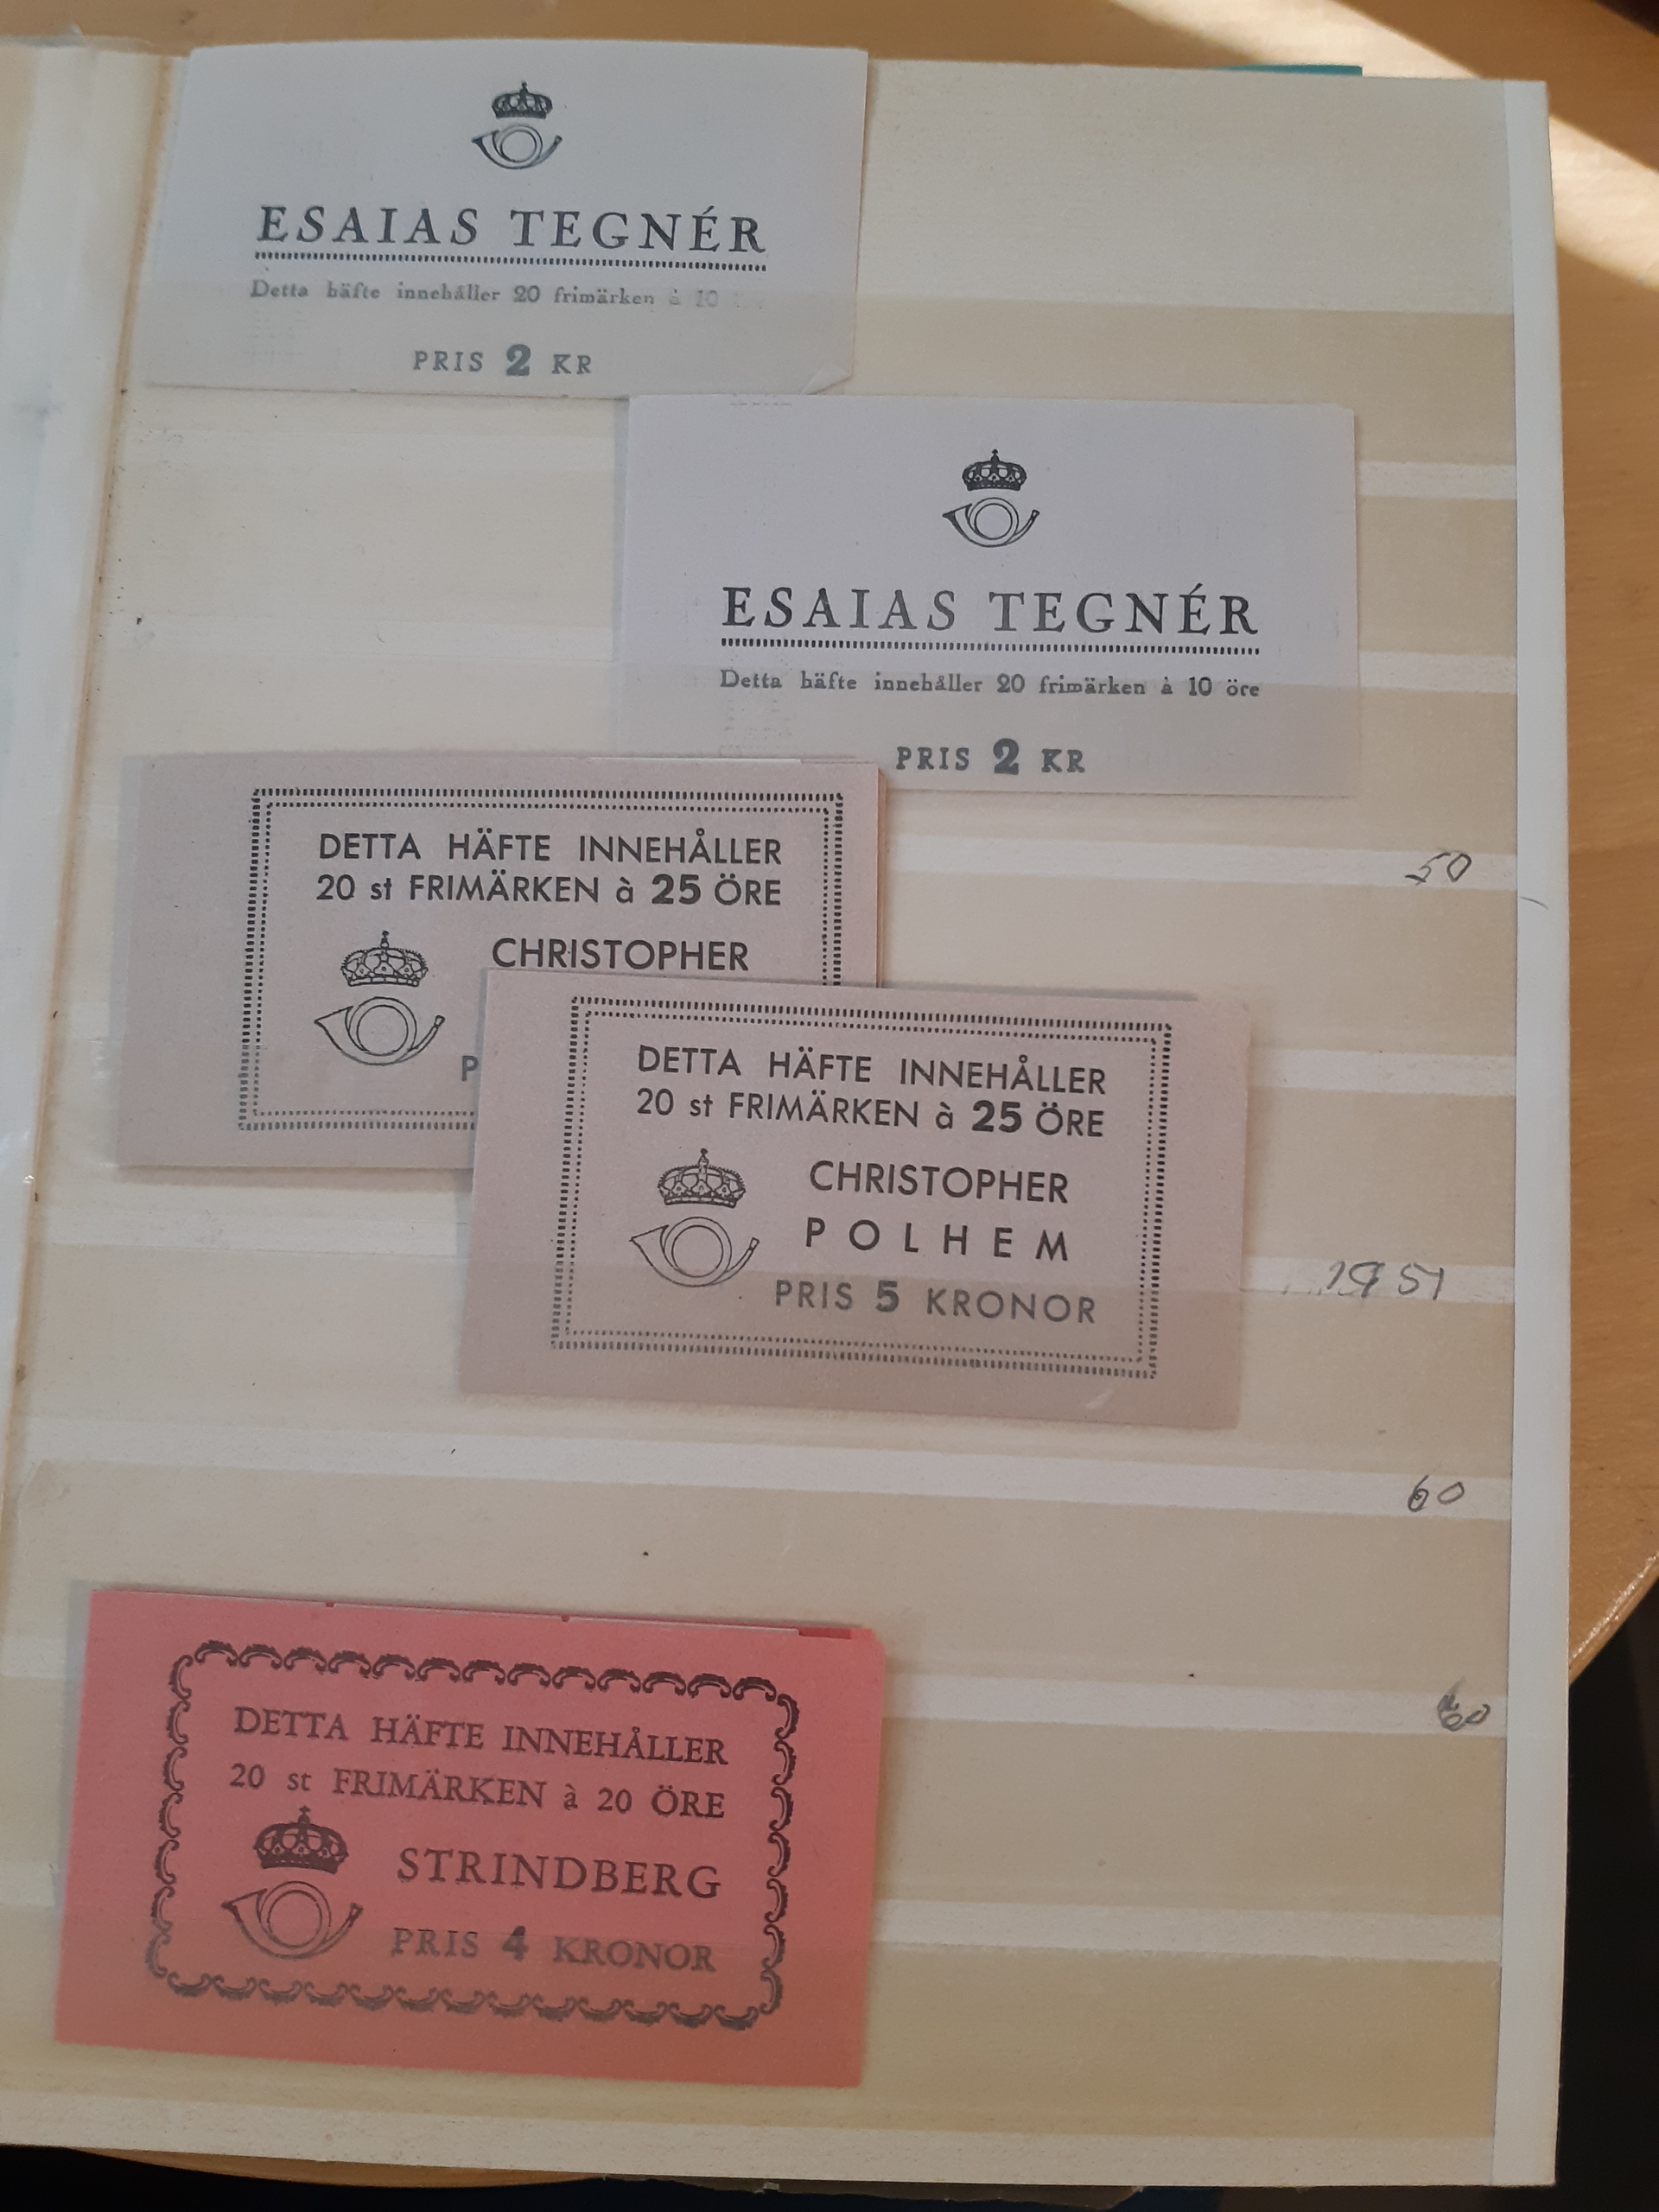 ESAIAS TEGNÉR
Detta häfte innehåller 20 frimärken à 10
PRIS 2 KR
ESAIAS TEGNÉR
Detta häfte innehåller 20 frimärken à 10 öre
PRIS 2 KR
50
DETTA HÄFTE INNEHÅLLER
20 st FRIMÄRKEN à 25 ÖRE
CHRISTOPHER
P
DETTA HÄFTE INNEHÅLLER
20 st FRIMÄRKEN à 25 ÖRE
CHRISTOPHER
POLHEM
PRIS 5 KRONOR
1951
60
60
DETTA HÄFTE INNEHÅLLER
20 st FRIMÄRKEN à 20 ÖRE
STRINDBERG
PRIS 4 KRONOR